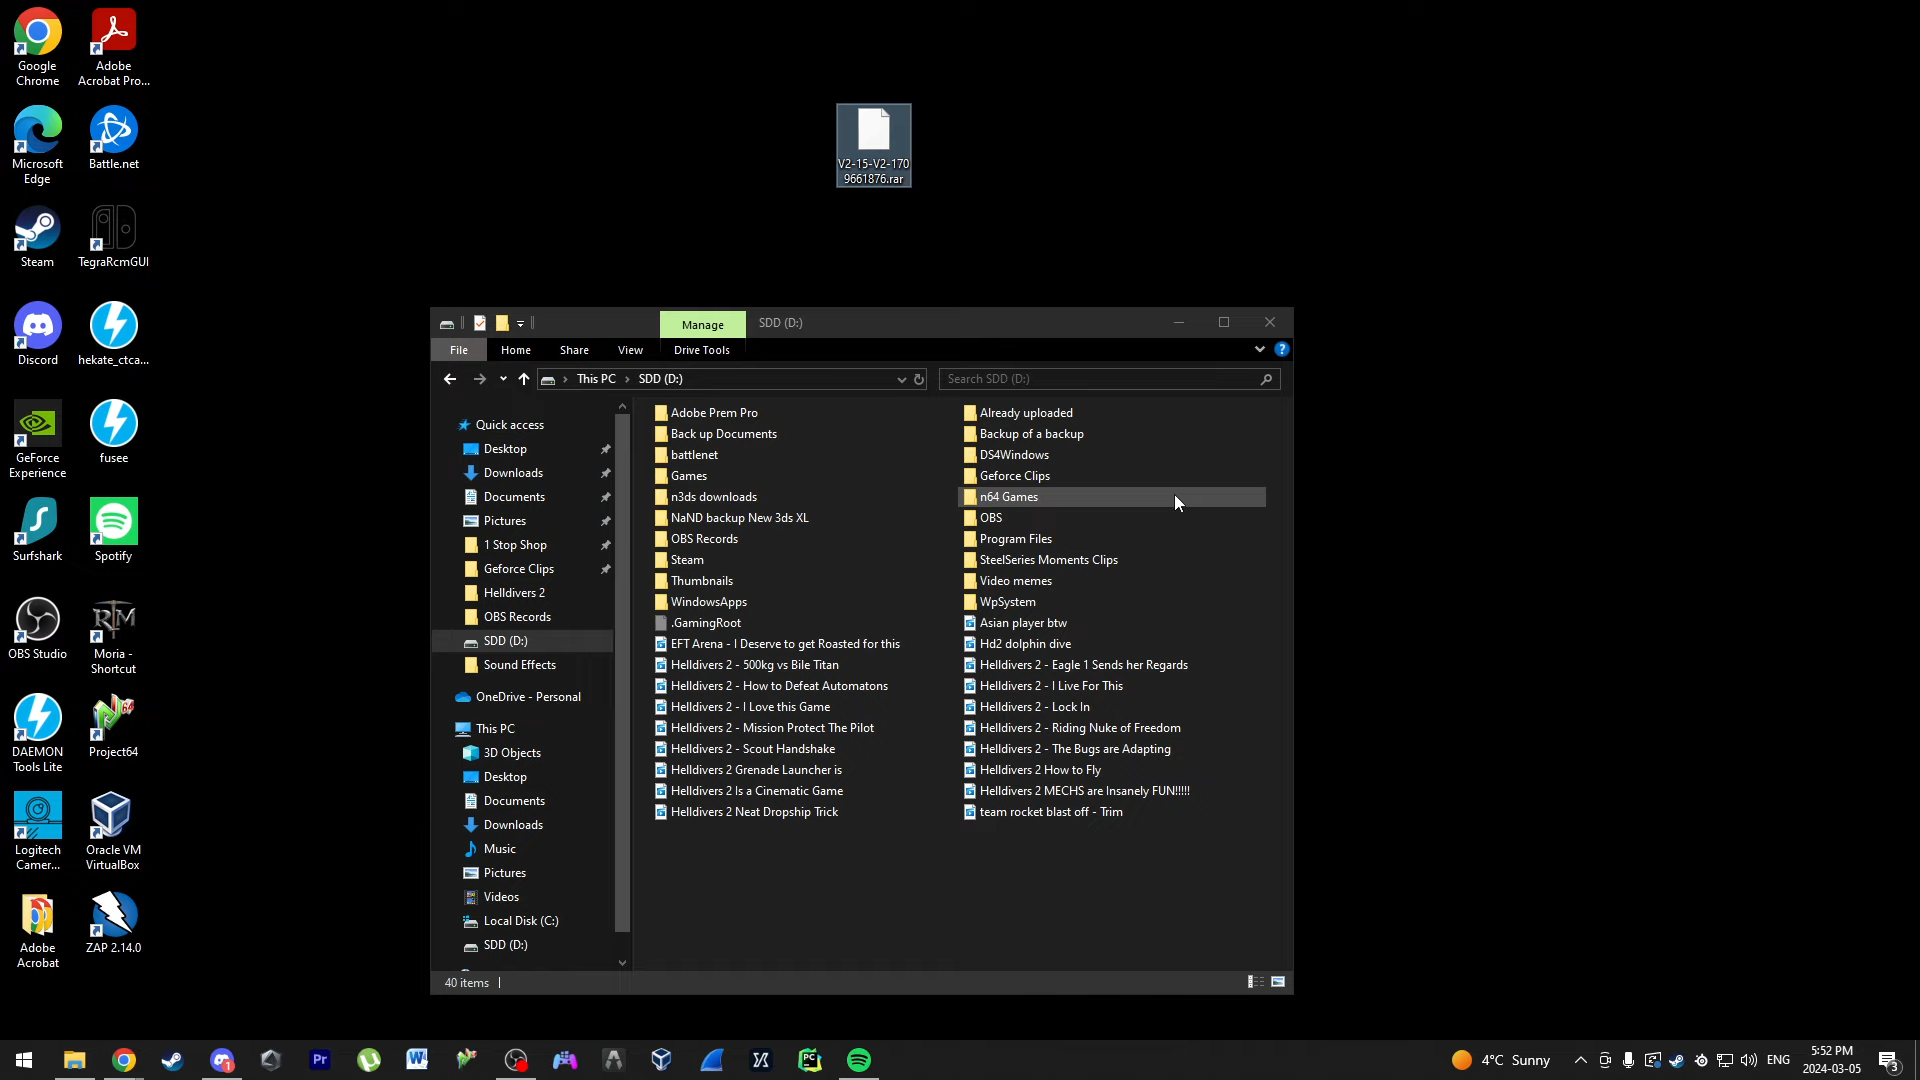 Google
Chrome
Adobe
Acrobat Pro...
Microsoft
Edge
Battle.net
Steam
TegraRcmGUI
Discord
hekate_ctca...
GeForce
Experience
fusee
Surfshark
Spotify
OBS Studio
Moria -
Shortcut
DAEMON
Tools Lite
Project64
Logitech
Camer...
Oracle VM
VirtualBox
Adobe
Acrobat
ZAP 2.14.0
V2-15-V2-170
9661876.rar
Manage
SDD (D:)
File
Home
Share
View
Drive Tools
This PC
SDD (D:)
Search SDD (D:)
Quick access
Desktop
Downloads
Documents
Pictures
1 Stop Shop
Geforce Clips
Helldivers 2
OBS Records
SDD (D:)
Sound Effects
OneDrive - Personal
This PC
3D Objects
Desktop
Documents
Downloads
Music
Pictures
Videos
Local Disk (C:)
SDD (D:)
Adobe Prem Pro
Already uploaded
Back up Documents
Backup of a backup
battlenet
DS4Windows
Games
Geforce Clips
n3ds downloads
n64 Games
NaND backup New 3ds XL
OBS
OBS Records
Program Files
Steam
SteelSeries Moments Clips
Thumbnails
Video memes
WindowsApps
WpSystem
.GamingRoot
Asian player btw
EFT Arena - I Deserve to get Roasted for this
Hd2 dolphin dive
Helldivers 2 - 500kg vs Bile Titan
Helldivers 2 - Eagle 1 Sends her Regards
Helldivers 2 - How to Defeat Automatons
Helldivers 2 - I Live For This
Helldivers 2 - I Love this Game
Helldivers 2 - Lock In
Helldivers 2 - Mission Protect The Pilot
Helldivers 2 - Riding Nuke of Freedom
Helldivers 2 - Scout Handshake
Helldivers 2 - The Bugs are Adapting
Helldivers 2 Grenade Launcher is
Helldivers 2 How to Fly
Helldivers 2 Is a Cinematic Game
Helldivers 2 MECHS are Insanely FUN!!!!!
Helldivers 2 Neat Dropship Trick
team rocket blast off - Trim
40 items
4°C Sunny
ENG
5:52 PM
2024-03-05
3